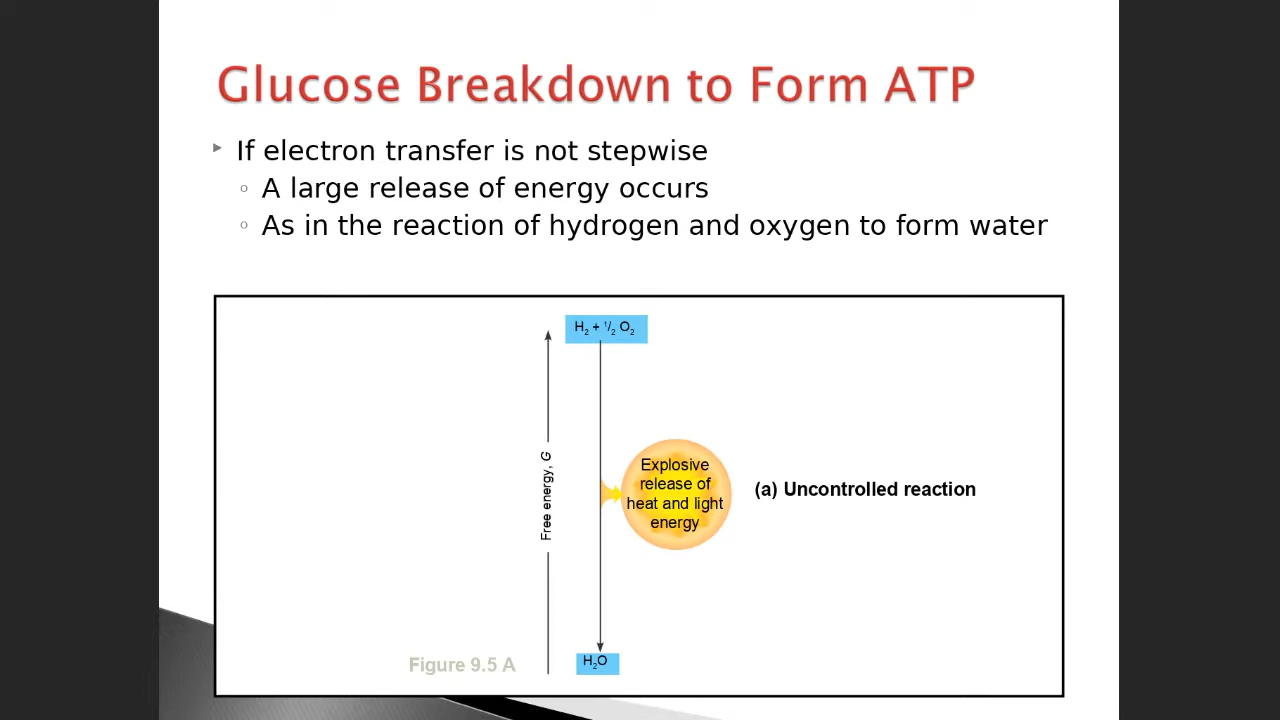 Glucose Breakdown to Form ATP
If electron transfer is not stepwise
A large release of energy occurs
As in the reaction of hydrogen and oxygen to form water
H₂ + ¹/₂ O₂
Free energy, G
Explosive
release of
heat and light
energy
(a) Uncontrolled reaction
H₂O
Figure 9.5 A